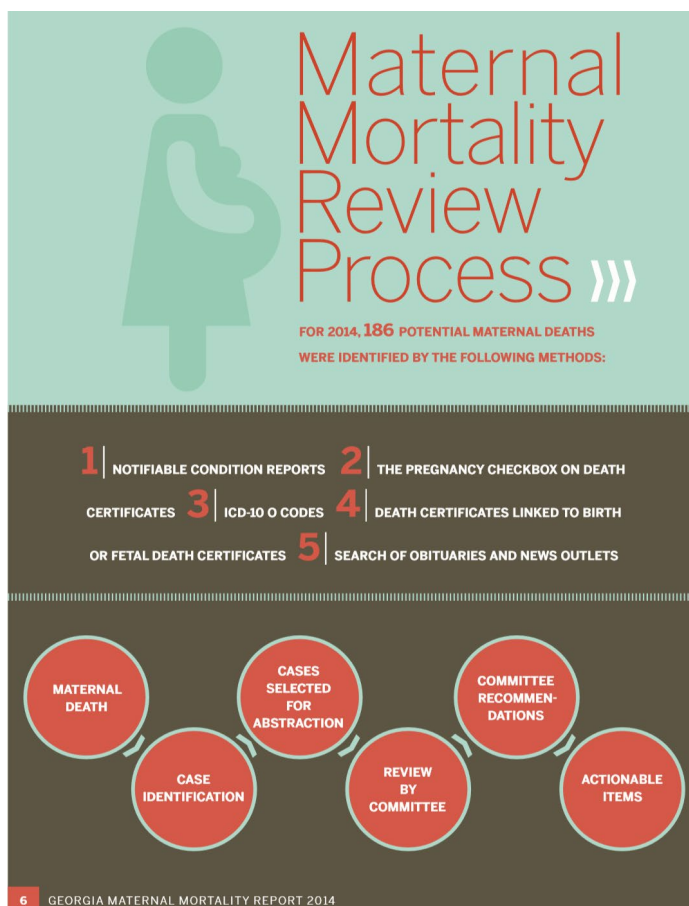 Maternal
Mortality
Review
Process
FOR 2014, 186 POTENTIAL MATERNAL DEATHS
WERE IDENTIFIED BY THE FOLLOWING METHODS:
1 NOTIFIABLE CONDITION REPORTS 2 THE PREGNANCY CHECKBOX ON DEATH
CERTIFICATES 3 ICD-10 O CODES 4 DEATH CERTIFICATES LINKED TO BIRTH
OR FETAL DEATH CERTIFICATES 5 SEARCH OF OBITUARIES AND NEWS OUTLETS
MATERNAL
DEATH
CASE
IDENTIFICATION
CASES
SELECTED
FOR
ABSTRACTION
REVIEW
BY
COMMITTEE
COMMITTEE
RECOMMEN-
DATIONS
ACTIONABLE
ITEMS
6 GEORGIA MATERNAL MORTALITY REPORT 2014